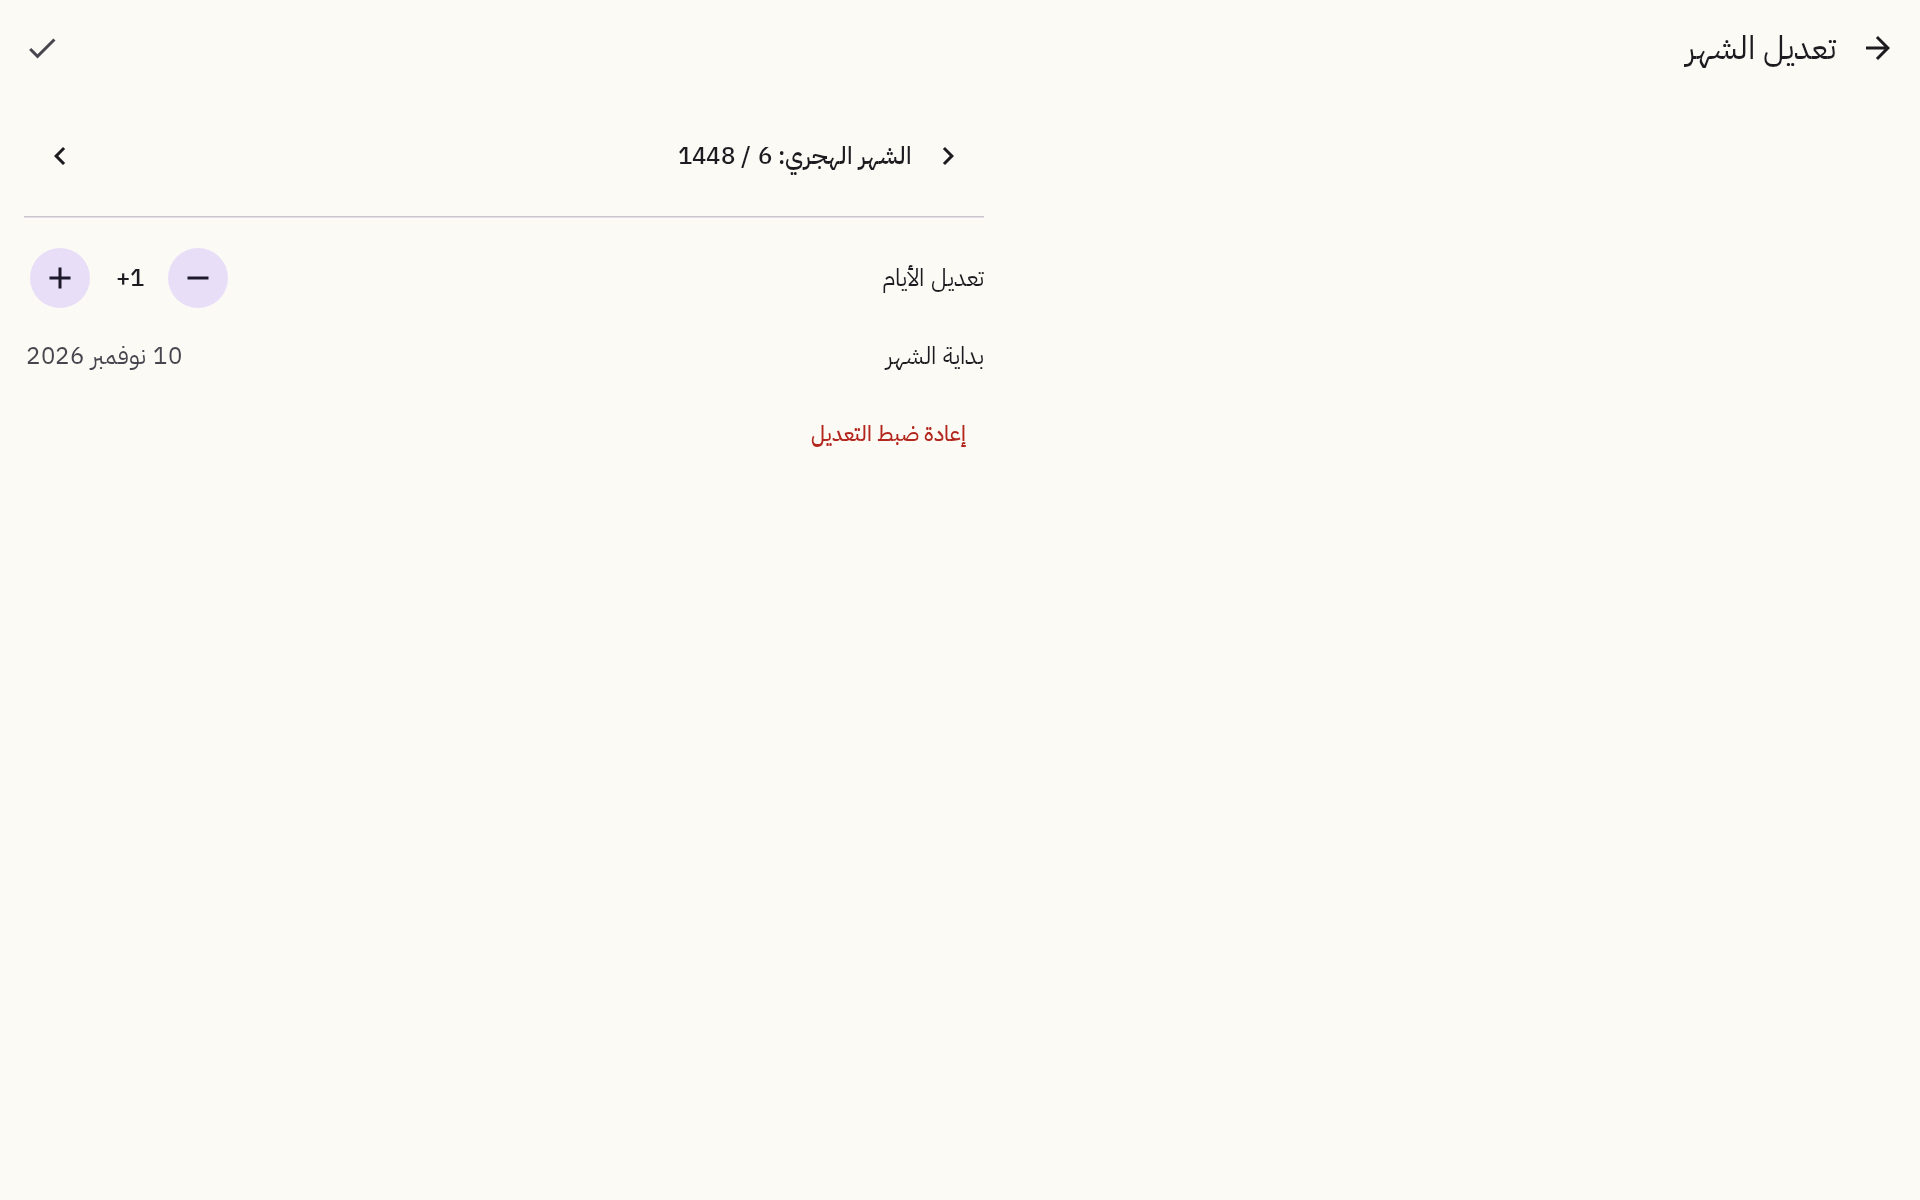 تعديل الشهر
الشهر الهجري: 6 / 1448
تعديل الأيام
+1
بداية الشهر
10 نوفمبر 2026
إعادة ضبط التعديل